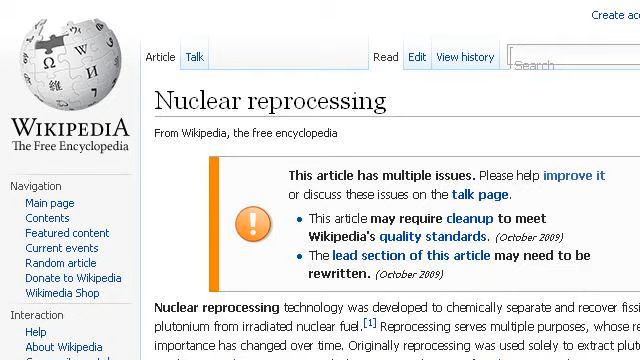 Create
Article
Talk
Read
Edit
View history
Search
Nuclear reprocessing
From Wikipedia, the free encyclopedia
WIKIPEDIA
The Free Encyclopedia
Navigation
Main page
Contents
Featured content
Current events
Random article
Donate to Wikipedia
Wikimedia Shop
Interaction
Help
About Wikipedia
This article has multiple issues. Please help improve it
or discuss these issues on the talk page.
• This article may require cleanup to meet
Wikipedia's quality standards. (October 2009)
• The lead section of this article may need to be
rewritten. (October 2009)
Nuclear reprocessing technology was developed to chemically separate and recover
plutonium from irradiated nuclear fuel.[1] Reprocessing serves multiple purposes, whose
importance has changed over time. Originally reprocessing was used solely to extract